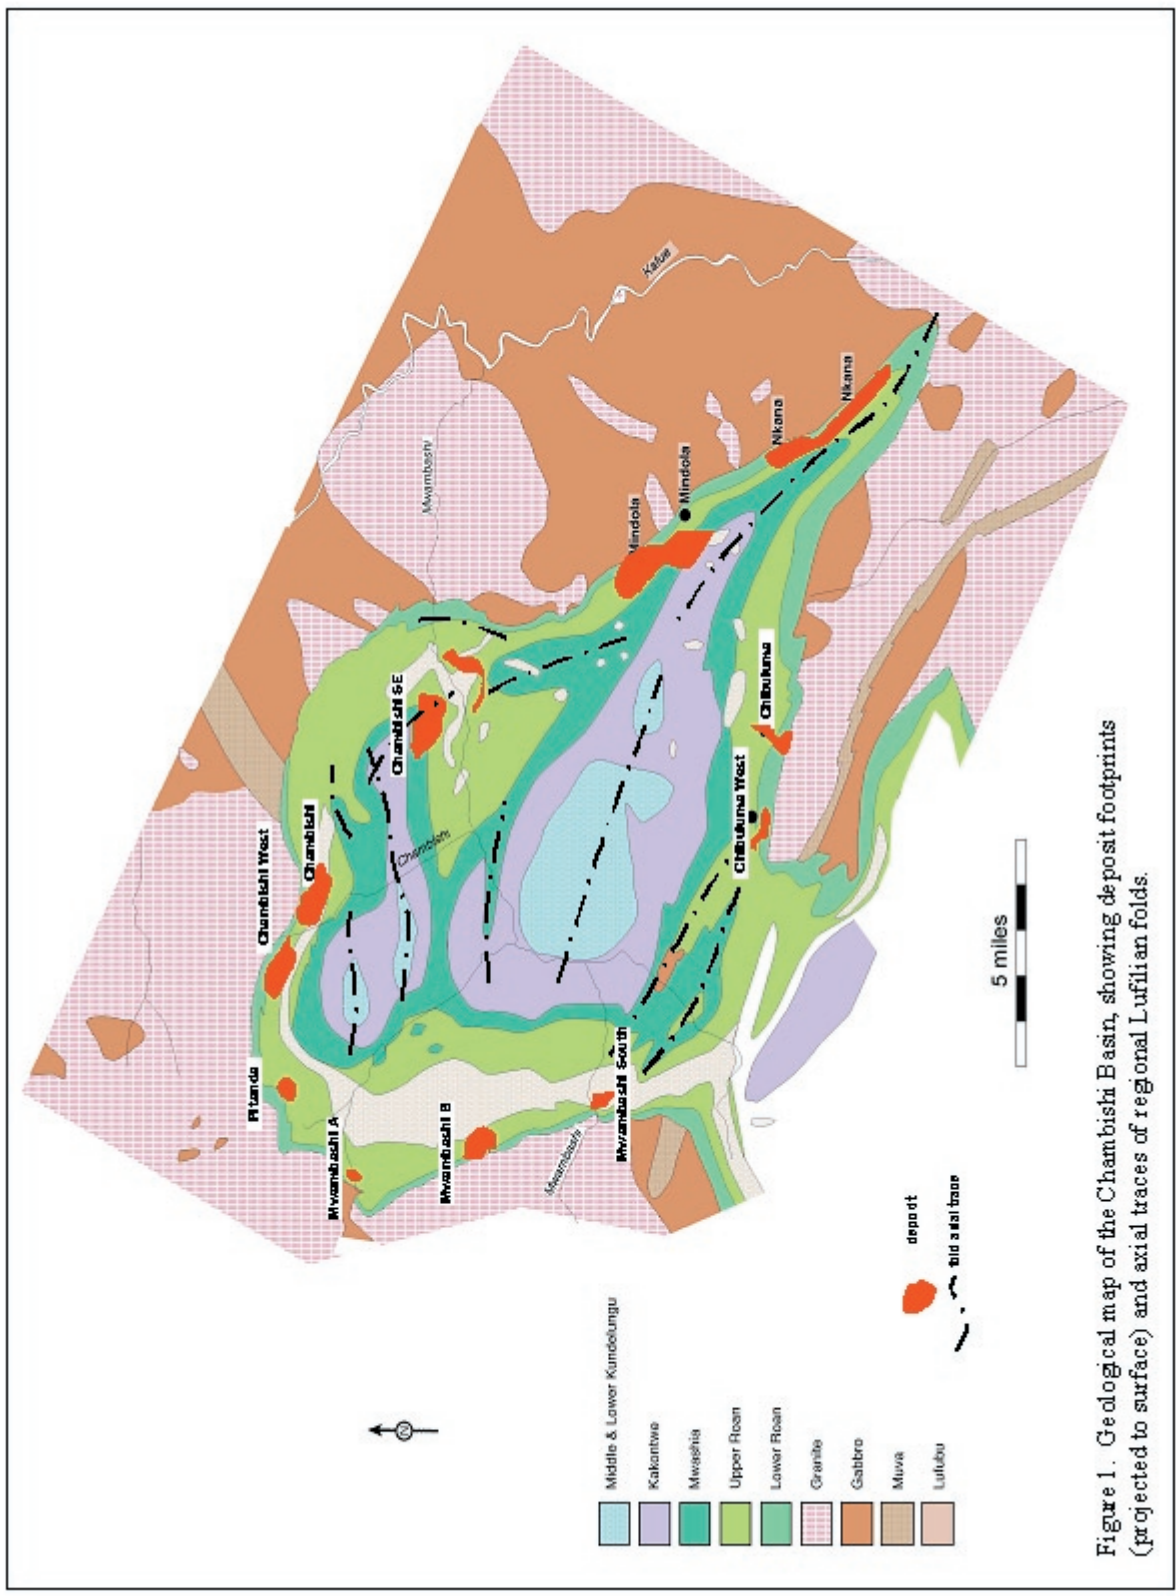 Kafue
Mwambashi
Nkana
Nkana
Mindola
Mindola
Chambishi SE
Chambishi
Chambishi West
Chambishi
Chibuluma
Chibuluma West
Pitanda
Mwambashi A
Mwambashi B
Mwambashi South
Mwambashi
5 miles
N
deposit
fold axial trace
Middle & Lower Kundelungu
Kakontwe
Mwashia
Upper Roan
Lower Roan
Granite
Gabbro
Muva
Lufubu
Figure 1. Geological map of the Chambishi Basin, showing deposit footprints
(projected to surface) and axial traces of regional Lufilian folds.